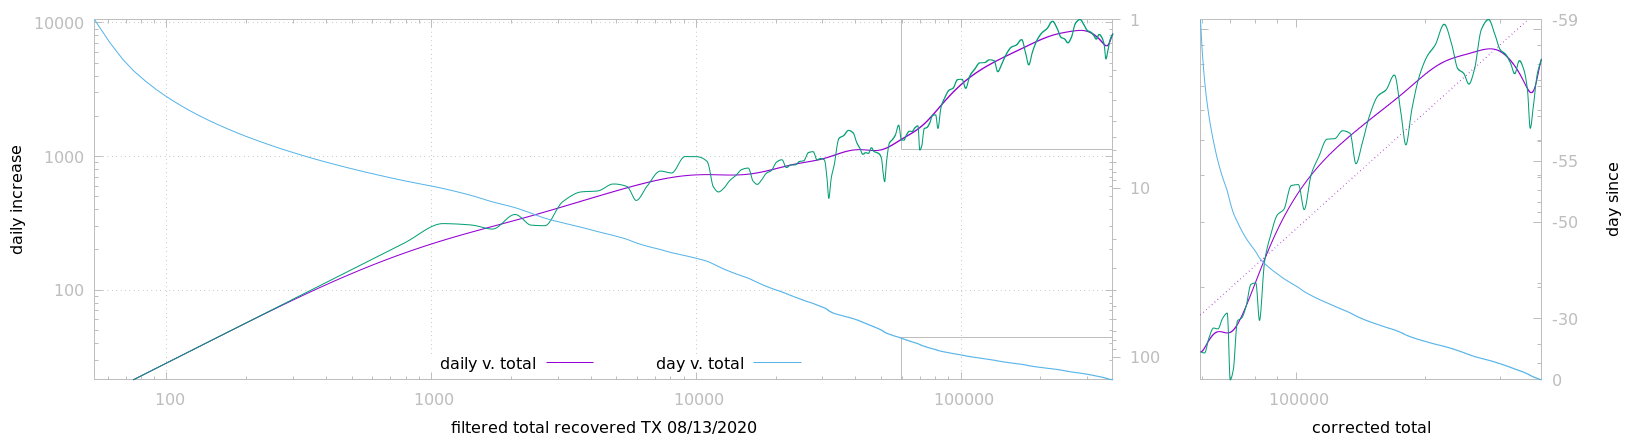 10000
1000
100
daily increase
1
10
100
daily v. total
day v. total
100
1000
10000
100000
filtered total recovered TX 08/13/2020
-59
-55
-50
-30
0
day since
100000
corrected total